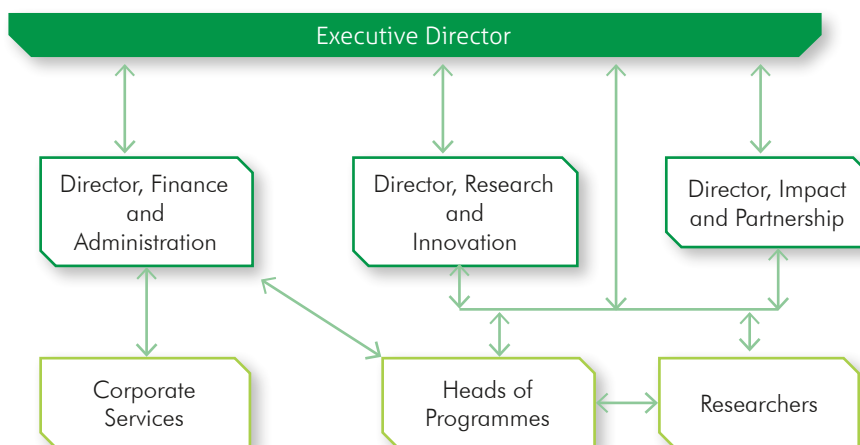 Executive Director
Director, Finance
and
Administration
Director, Research
and
Innovation
Director, Impact
and Partnership
Corporate
Services
Heads of
Programmes
Researchers